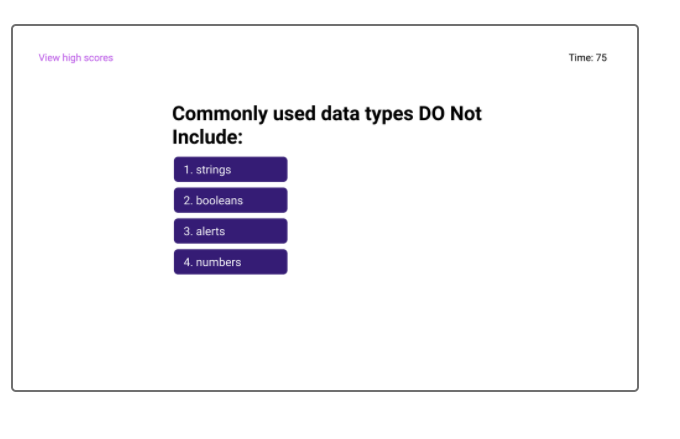 View high scores
Time: 75
Commonly used data types DO Not
Include:
1. strings
2. booleans
3. alerts
4. numbers